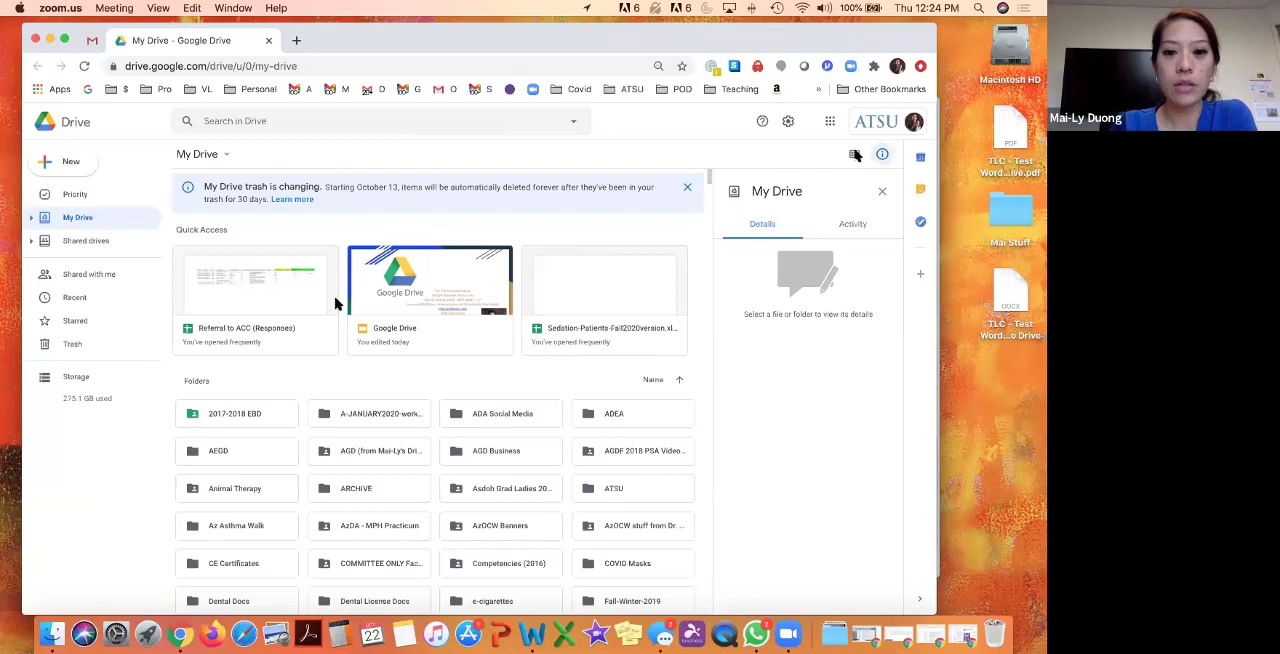 zoom.us Meeting View Edit Window Help
6 6 100% Thu 12:24 PM
My Drive - Google Drive
drive.google.com/drive/u/0/my-drive
Apps $ Pro VL Personal M D G O S Covid ATSU POD Teaching » Other Bookmarks
Drive
Search in Drive
ATSU
New
My Drive
Priority
My Drive
Shared drives
Shared with me
Recent
Starred
Trash
Storage
275.1 GB used
My Drive trash is changing. Starting October 13, items will be automatically deleted forever after they've been in your
trash for 30 days. Learn more
Quick Access
Google Drive
Referral to ACC (Responses)
You've opened frequently
Google Drive
You edited today
Sedation-Patients-Fall2020version.xl...
You've opened frequently
Folders
Name
2017-2018 EBD
A-JANUARY2020-work...
ADA Social Media
ADEA
AEGD
AGD (from Mai-Ly's Dri...
AGD Business
AGDF 2018 PSA Video...
Animal Therapy
ARCHIVE
Asdoh Grad Ladies 20...
ATSU
Az Asthma Walk
AzDA - MPH Practicum
AzOCW Banners
AzOCW stuff from Dr. ...
CE Certificates
COMMITTEE ONLY Fac...
Competencies (2016)
COVID Masks
Dental Docs
Dental License Docs
e-cigarettes
Fall-Winter-2019
My Drive
Details
Activity
Select a file or folder to view its details
Macintosh HD
PDF
TLC - Test
Word...ive.pdf
Mai Stuff
DOCX
TLC - Test
Word...o Drive
OCT
22
Mai-Ly Duong